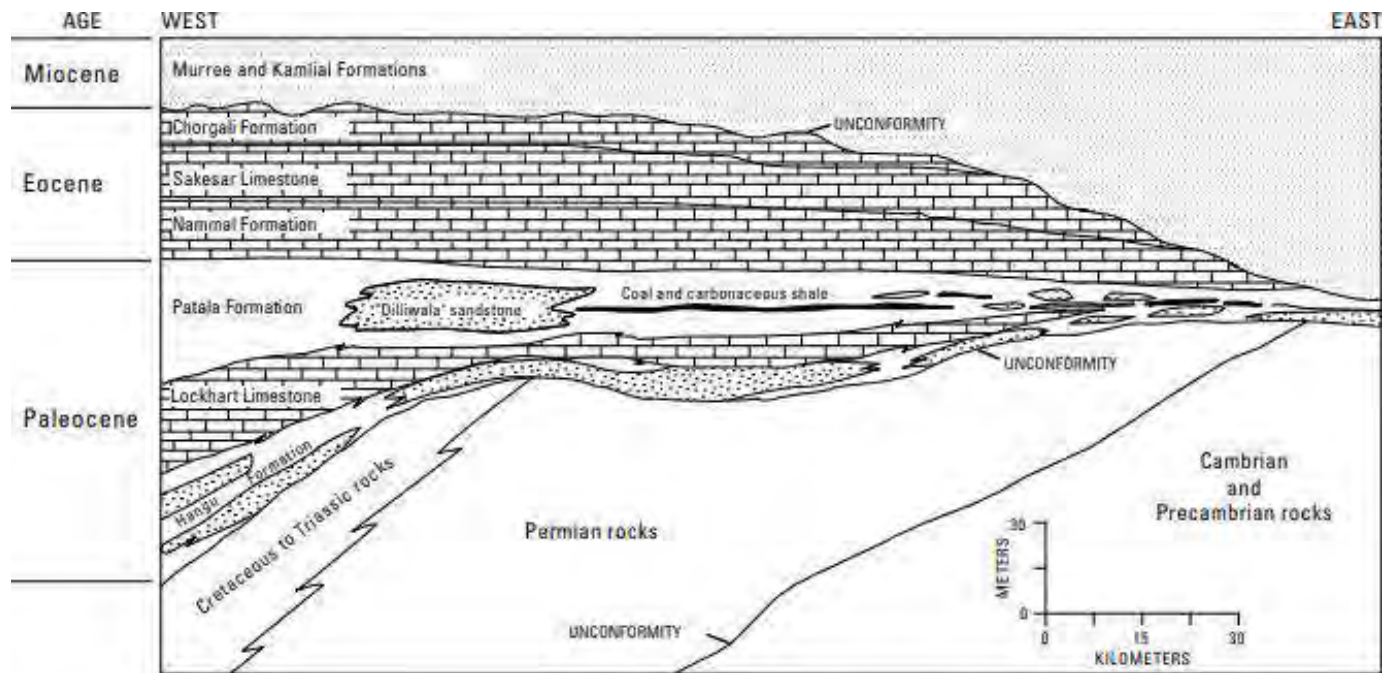 AGE
WEST
EAST
Miocene
Murree and Kamlial Formations
UNCONFORMITY
Chorgali Formation
Eocene
Sakesar Limestone
Nammal Formation
Patala Formation
"Dilliwala" sandstone
Coal and carbonaceous shale
UNCONFORMITY
Lockhart Limestone
Paleocene
Hangu Formation
Cretaceous to Triassic rocks
Permian rocks
Cambrian
and
Precambrian rocks
UNCONFORMITY
30
METERS
0
0 15 30
KILOMETERS